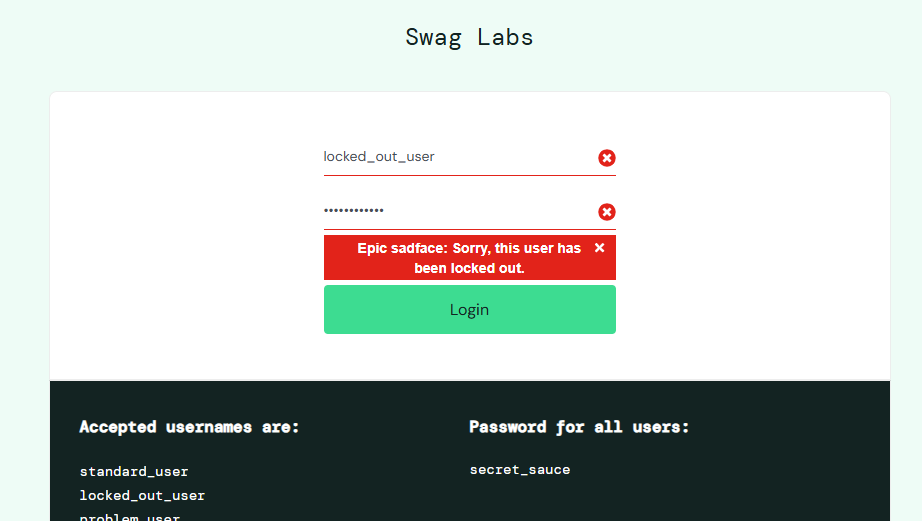 Swag Labs
locked_out_user
••••••••••••
Epic sadface: Sorry, this user has
been locked out.
Login
Accepted usernames are:
Password for all users:
standard_user
secret_sauce
locked_out_user
problem_user